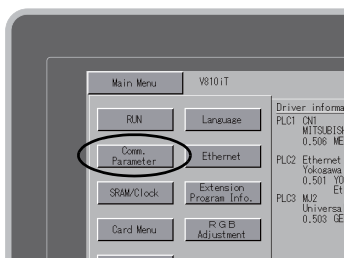 Main Menu
V810iT
RUN
Language
Comm.
Parameter
Ethernet
SRAM/Clock
Extension
Program Info.
Card Menu
RGB
Adjustment
Driver informa
PLC1 CN1
MITSUBISH
0.506 ME
PLC2 Ethernet
Yokogawa
0.501 YO
Et
PLC3 MJ2
Universa
0.503 GE